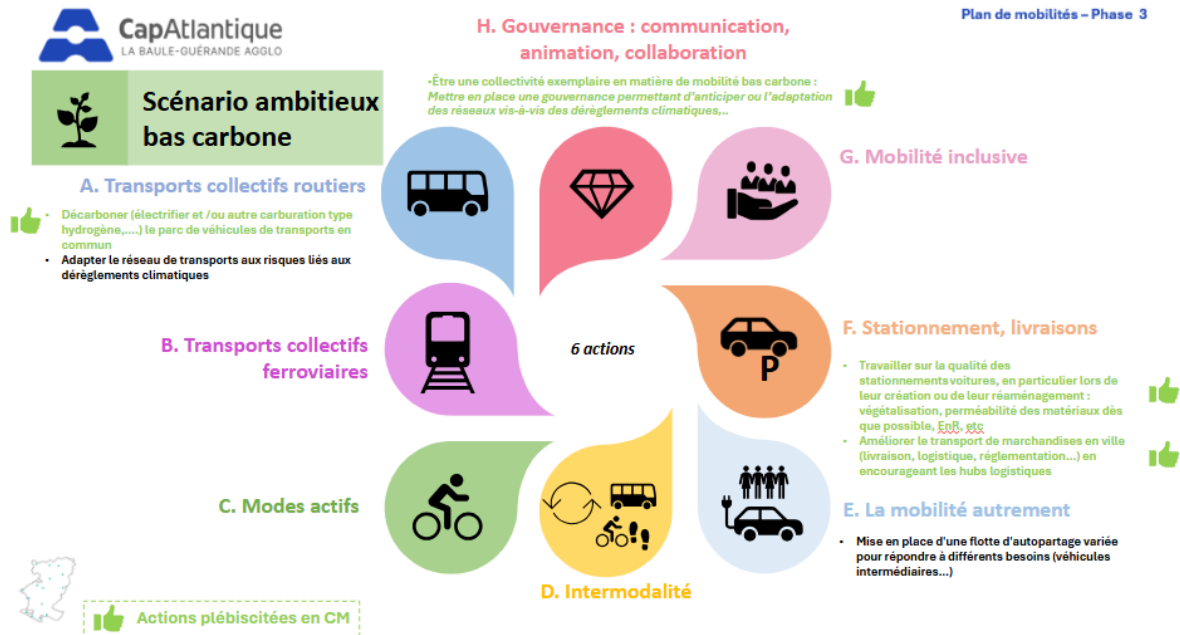 CapAtlantique
LA BAULE-GUÉRANDE AGGLO
Plan de mobilités – Phase 3
Scénario ambitieux
bas carbone
H. Gouvernance : communication,
animation, collaboration
•Être une collectivité exemplaire en matière de mobilité bas carbone :
Mettre en place une gouvernance permettant d'anticiper ou l'adaptation
des réseaux vis-à-vis des dérèglements climatiques,..
G. Mobilité inclusive
A. Transports collectifs routiers
• Décarboner (électrifier et /ou autre carburation type
hydrogène,....) le parc de véhicules de transports en
commun
• Adapter le réseau de transports aux risques liés aux
dérèglements climatiques
B. Transports collectifs
ferroviaires
6 actions
P
F. Stationnement, livraisons
• Travailler sur la qualité des
stationnements voitures, en particulier lors de
leur création ou de leur réaménagement :
végétalisation, perméabilité des matériaux dès
que possible, EnR, etc
• Améliorer le transport de marchandises en ville
(livraison, logistique, réglementation...) en
encourageant les hubs logistiques
C. Modes actifs
E. La mobilité autrement
• Mise en place d'une flotte d'autopartage variée
pour répondre à différents besoins (véhicules
intermédiaires...)
D. Intermodalité
Actions plébiscitées en CM